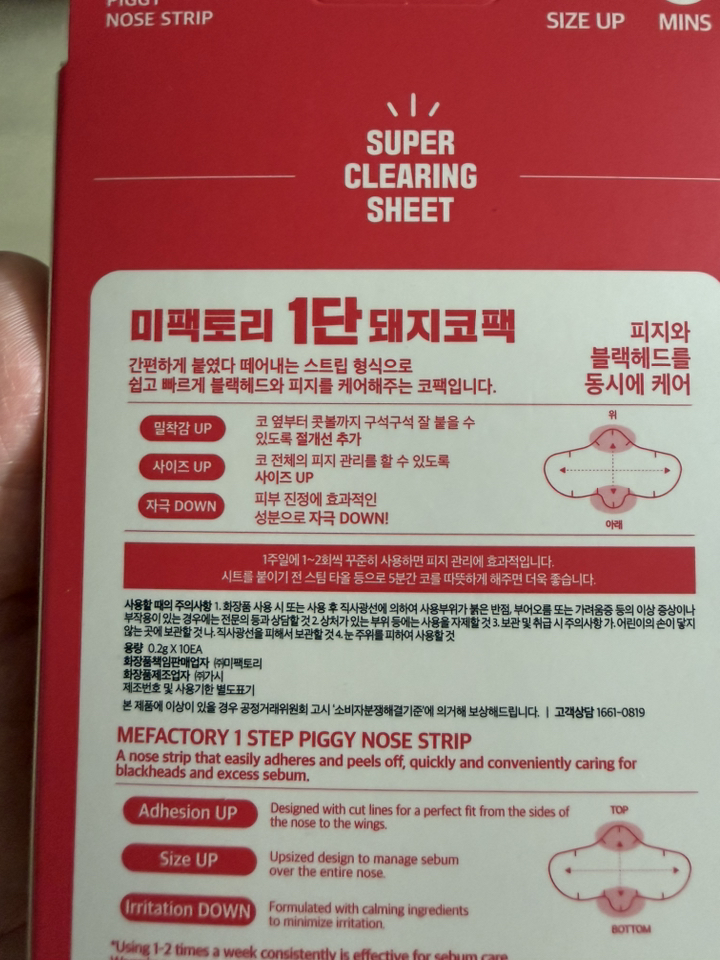 PIGGY
NOSE STRIP
SIZE UP
MINS
SUPER
CLEARING
SHEET
미팩토리 1단 돼지코팩
간편하게 붙였다 떼어내는 스트립 형식으로
쉽고 빠르게 블랙헤드와 피지를 케어해주는 코팩입니다.
피지와
블랙헤드를
동시에 케어
밀착감 UP
코 옆부터 콧볼까지 구석구석 잘 붙을 수
있도록 절개선 추가
사이즈 UP
코 전체의 피지 관리를 할 수 있도록
사이즈 UP
자극 DOWN
피부 진정에 효과적인
성분으로 자극 DOWN!
위
아래
1주일에 1~2회씩 꾸준히 사용하면 피지 관리에 효과적입니다.
시트를 붙이기 전 스팀 타올 등으로 5분간 코를 따뜻하게 해주면 더욱 좋습니다.
사용할 때의 주의사항 1. 화장품 사용 시 또는 사용 후 직사광선에 의하여 사용부위가 붉은 반점, 부어오름 또는 가려움증 등의 이상 증상이나
부작용이 있는 경우에는 전문의 등과 상담할 것 2. 상처가 있는 부위 등에는 사용을 자제할 것 3. 보관 및 취급 시 주의사항 가. 어린이의 손이 닿지
않는 곳에 보관할 것 나. 직사광선을 피해서 보관할 것 4. 눈 주위를 피하여 사용할 것
용량 0.2g X 10EA
화장품책임판매업자 ㈜미팩토리
화장품제조업자 ㈜가시
제조번호 및 사용기한 별도표기
본 제품에 이상이 있을 경우 공정거래위원회 고시 '소비자분쟁해결기준'에 의거해 보상해드립니다. | 고객상담 1661-0819
MEFACTORY 1 STEP PIGGY NOSE STRIP
A nose strip that easily adheres and peels off, quickly and conveniently caring for
blackheads and excess sebum.
Adhesion UP
Designed with cut lines for a perfect fit from the sides of
the nose to the wings.
Size UP
Upsized design to manage sebum
over the entire nose.
Irritation DOWN
Formulated with calming ingredients
to minimize irritation.
TOP
BOTTOM
*Using 1-2 times a week consistently is effective for sebum care.